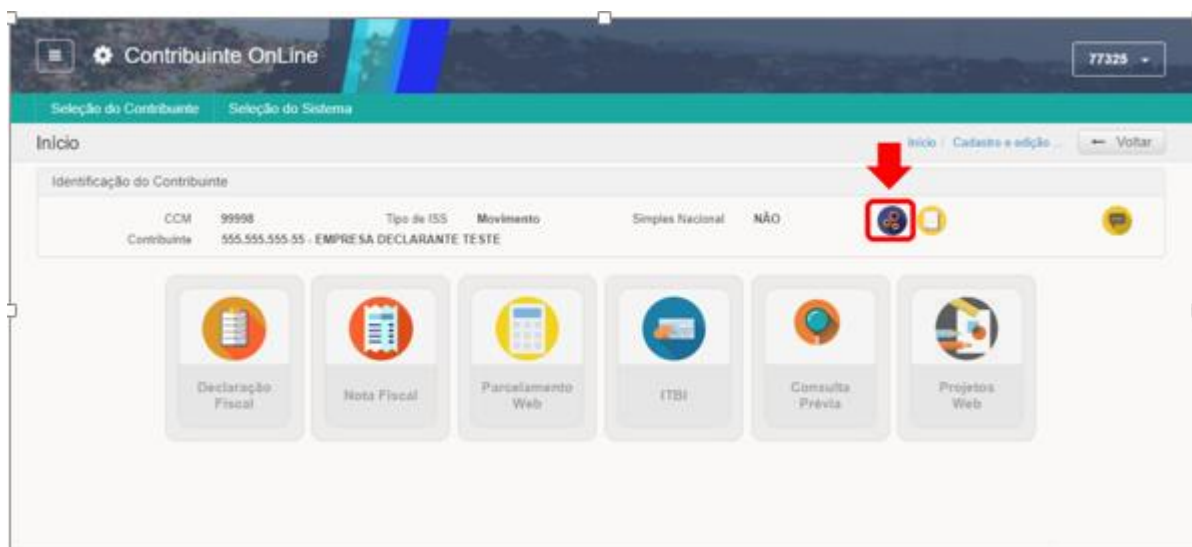 Contribuinte OnLine
77325
Seleção do Contribuinte Seleção do Sistema
Início
Início / Cadastro e edição ... Voltar
Identificação do Contribuinte
CCM 99998 Tipo de ISS Movimento Simples Nacional NÃO
Contribuinte 555.555.555-55 - EMPRESA DECLARANTE TESTE
Declaração Fiscal
Nota Fiscal
Parcelamento Web
ITBI
Consulta Prévia
Projetos Web